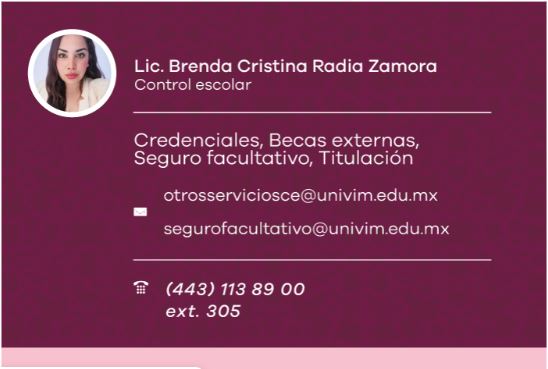 Lic. Brenda Cristina Radia Zamora
Control escolar
Credenciales, Becas externas,
Seguro facultativo, Titulación
otrosserviciosce@univim.edu.mx
segurofacultativo@univim.edu.mx
(443) 113 89 00
ext. 305